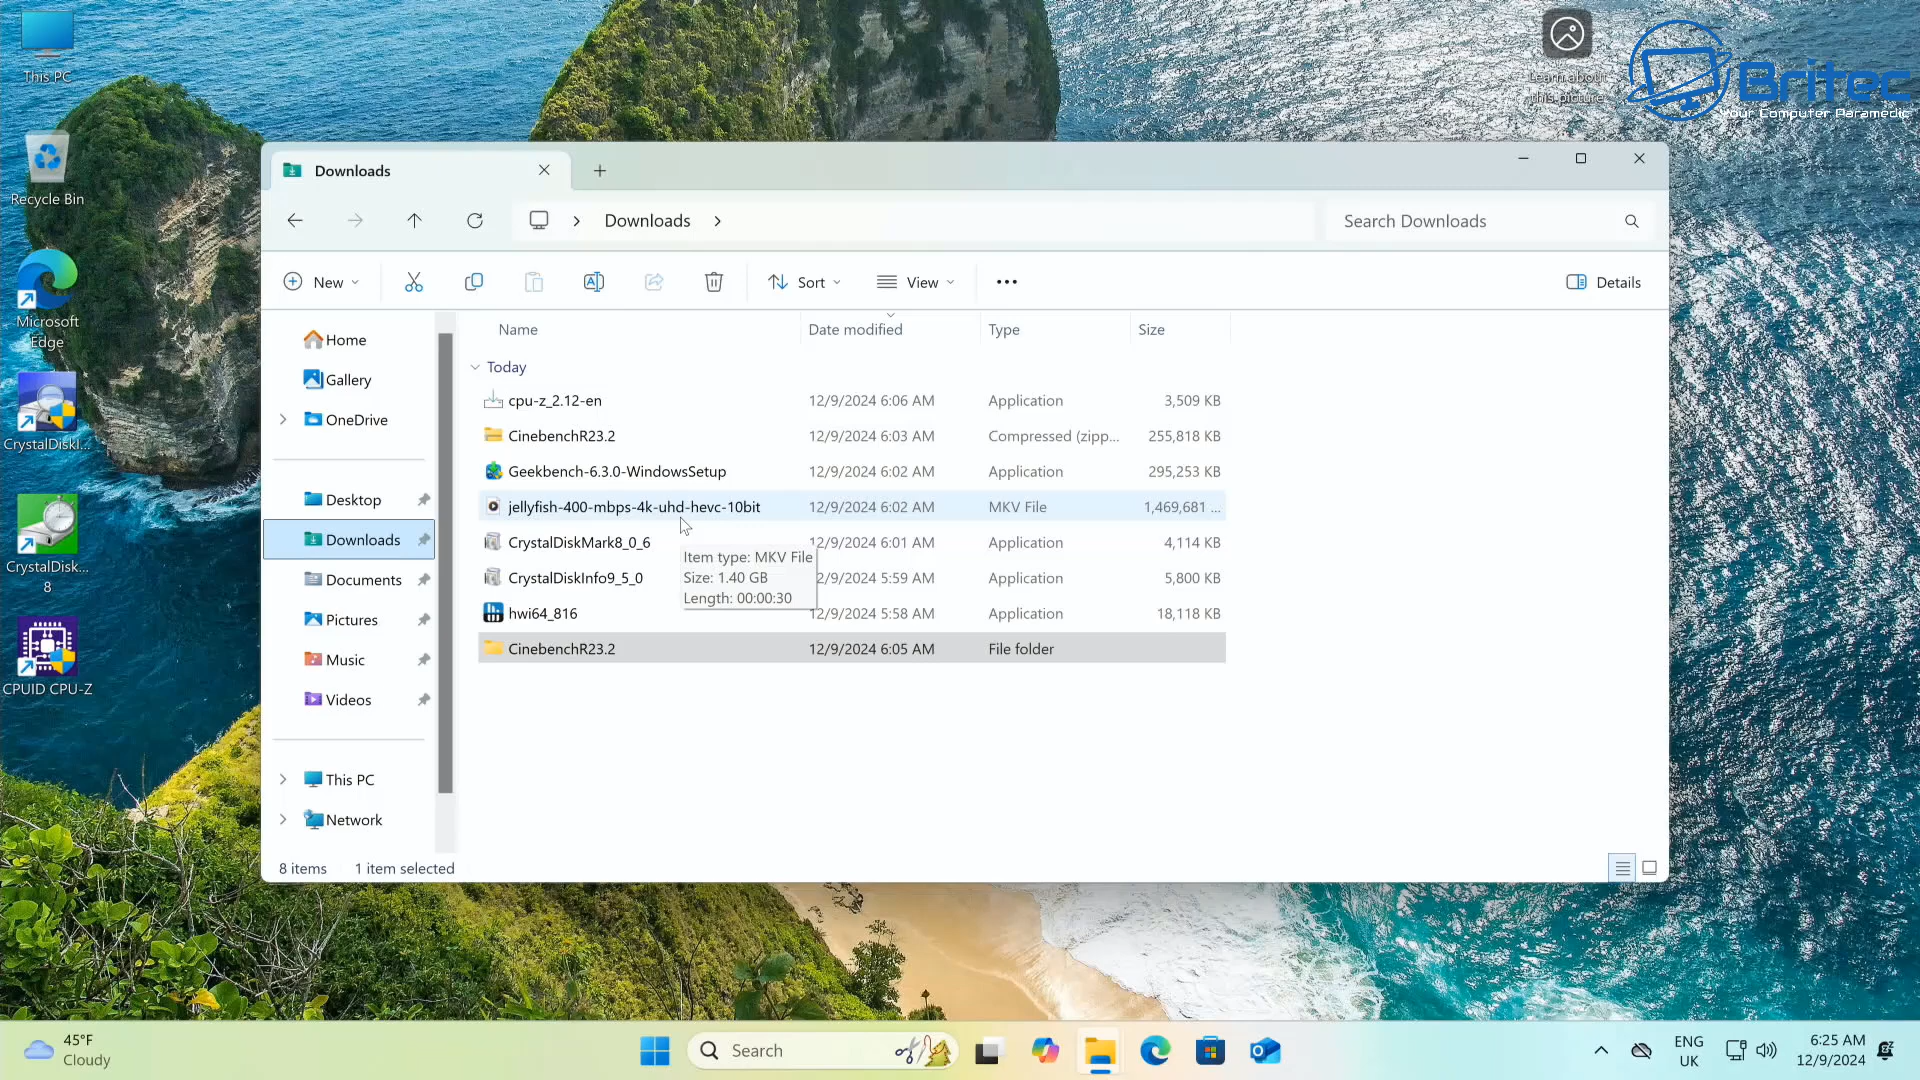 This PC
Recycle Bin
Microsoft
Edge
CrystalDiskI...
CrystalDisk...
8
CPUID CPU-Z
Learn about
this picture
Britec
Your Computer Paramedic
Downloads
Downloads
Search Downloads
New
Sort
View
Details
Home
Gallery
OneDrive
Desktop
Downloads
Documents
Pictures
Music
Videos
This PC
Network
Name Date modified Type Size
Today
cpu-z_2.12-en 12/9/2024 6:06 AM Application 3,509 KB
CinebenchR23.2 12/9/2024 6:03 AM Compressed (zipp... 255,818 KB
Geekbench-6.3.0-WindowsSetup 12/9/2024 6:02 AM Application 295,253 KB
jellyfish-400-mbps-4k-uhd-hevc-10bit 12/9/2024 6:02 AM MKV File 1,469,681 ...
CrystalDiskMark8_0_6 12/9/2024 6:01 AM Application 4,114 KB
CrystalDiskInfo9_5_0 2/9/2024 5:59 AM Application 5,800 KB
hwi64_816 12/9/2024 5:58 AM Application 18,118 KB
CinebenchR23.2 12/9/2024 6:05 AM File folder
Item type: MKV File
Size: 1.40 GB
Length: 00:00:30
8 items 1 item selected
45°F
Cloudy
Search
ENG
UK
6:25 AM
12/9/2024